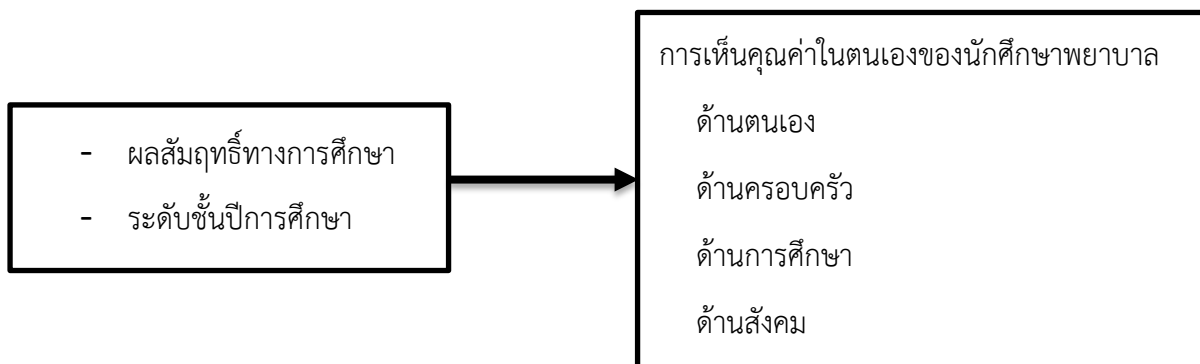 - ผลสัมฤทธิ์ทางการศึกษา
- ระดับชั้นปีการศึกษา
การเห็นคุณค่าในตนเองของนักศึกษาพยาบาล
ด้านตนเอง
ด้านครอบครัว
ด้านการศึกษา
ด้านสังคม